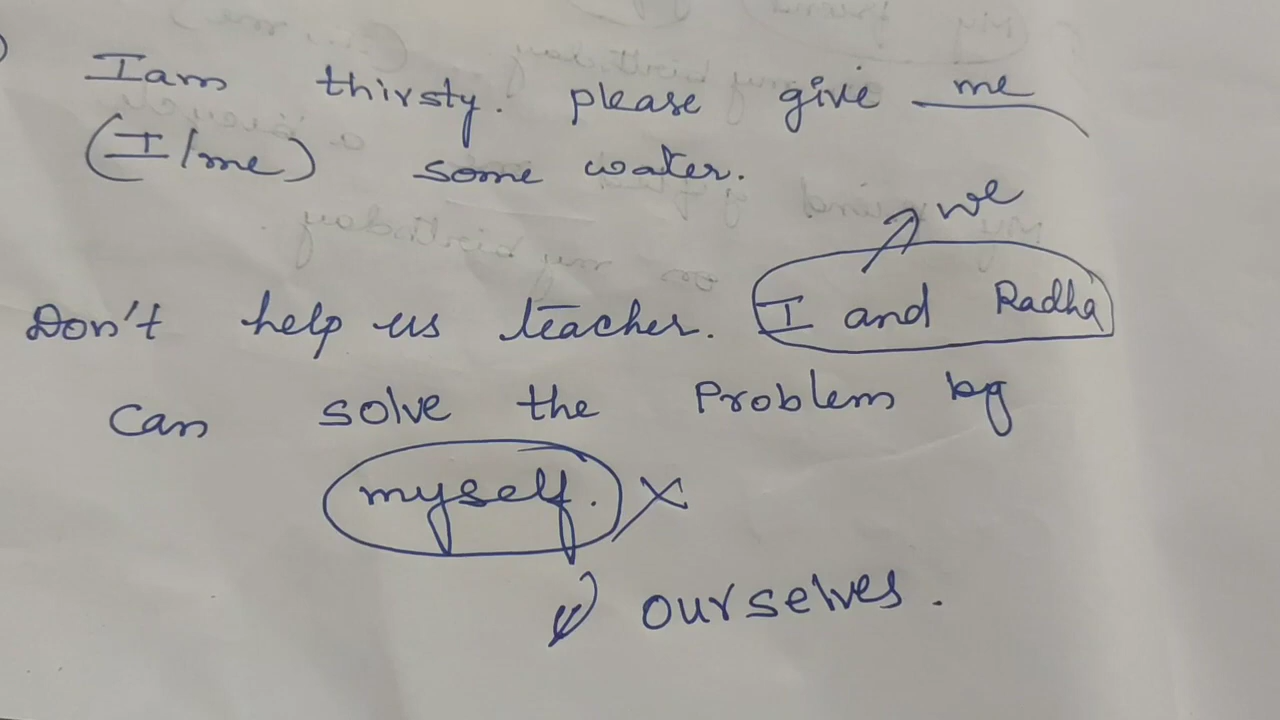 Iam thirsty. please give me
(I/me) some water.
we
Don't help us teacher. I and Radha
can solve the Problem by
myself. ×
ourselves.